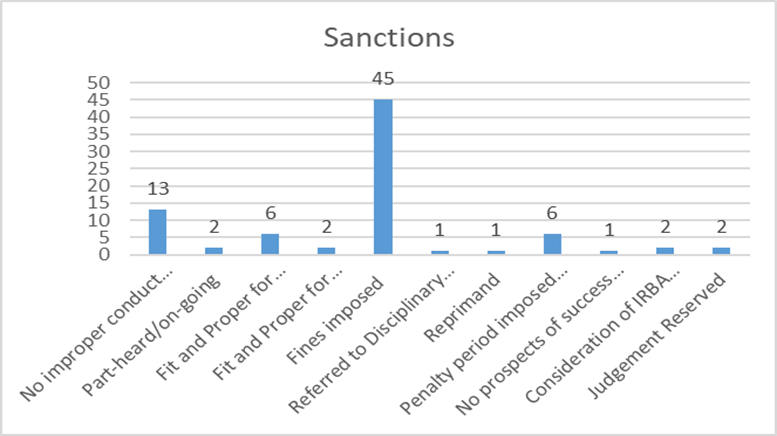 Sanctions
50
45
40
35
30
25
20
15
10
5
0
13
2
6
2
45
1
1
6
1
2
2
No improper conduct...
Part-heard/on-going
Fit and Proper for...
Fit and Proper for...
Fines imposed
Referred to Disciplinary...
Reprimand
Penalty period imposed...
No prospects of success...
Consideration of IRBA...
Judgement Reserved